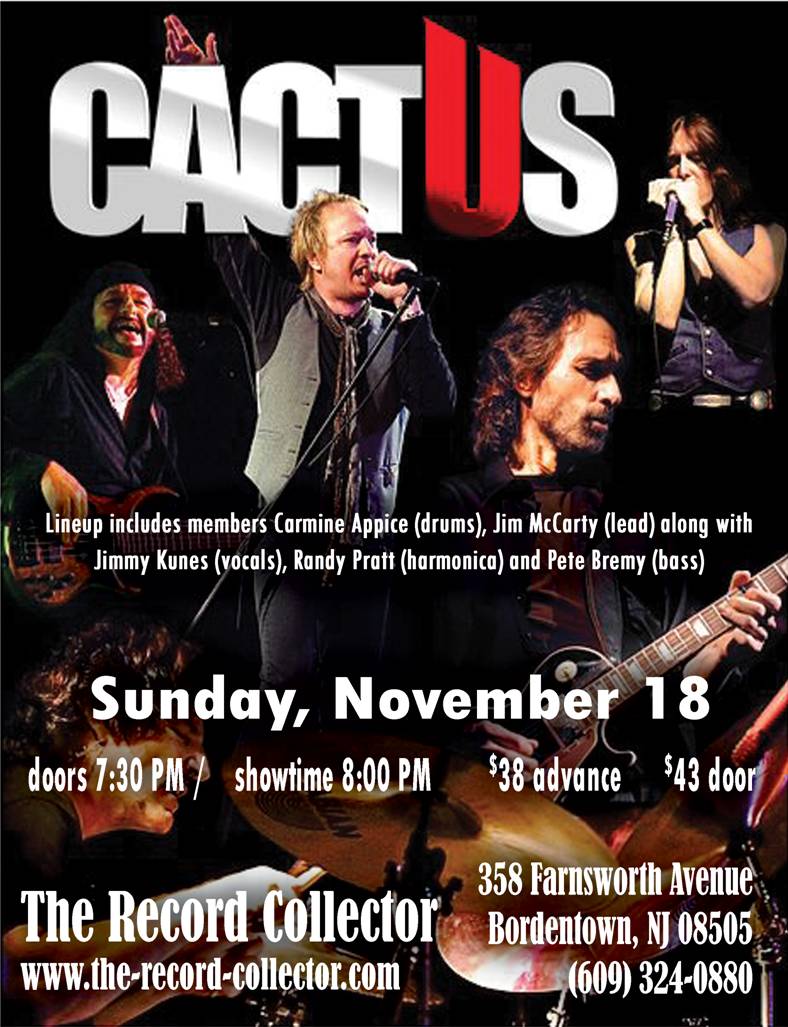 CACTUS
Lineup includes members Carmine Appice (drums), Jim McCarty (lead) along with
Jimmy Kunes (vocals), Randy Pratt (harmonica) and Pete Bremy (bass)
Sunday, November 18
doors 7:30 PM / showtime 8:00 PM $38 advance $43 door
The Record Collector
www.the-record-collector.com
358 Farnsworth Avenue
Bordentown, NJ 08505
(609) 324-0880